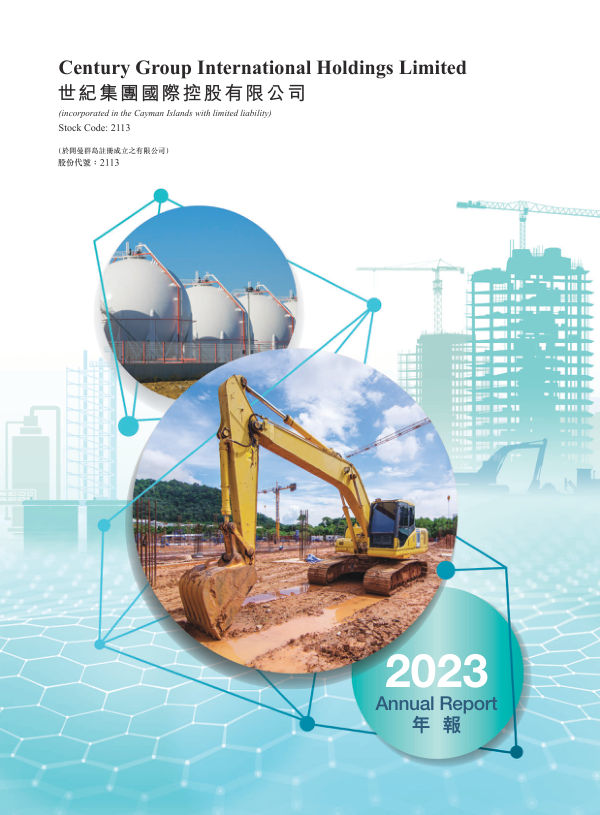 Century Group International Holdings Limited
世紀集團國際控股有限公司
(incorporated in the Cayman Islands with limited liability)
Stock Code: 2113
(於開曼群島註冊成立之有限公司)
股份代號：2113
2023
Annual Report
年報